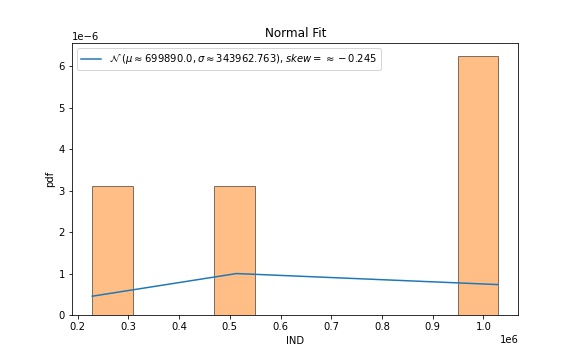 Normal Fit
1e−6
𝒩(μ≈699890.0, σ≈343962.763), skew=≈−0.245
6
5
4
3
2
1
0
pdf
0.2 0.3 0.4 0.5 0.6 0.7 0.8 0.9 1.0
1e6
IND